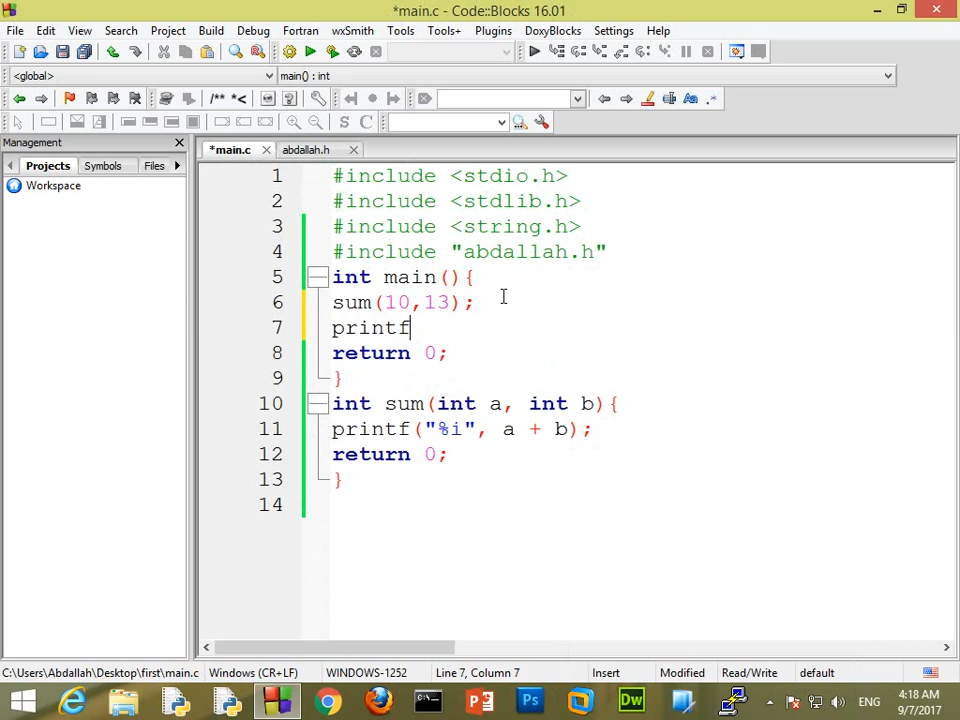 *main.c - Code::Blocks 16.01
File Edit View Search Project Build Debug Fortran wxSmith Tools Tools+ Plugins DoxyBlocks Settings Help
<global> main() : int
/** *<
S C
Management
Projects Symbols Files
Workspace
*main.c abdallah.h
1 #include <stdio.h>
2 #include <stdlib.h>
3 #include <string.h>
4 #include "abdallah.h"
5 int main(){
6 sum(10,13);
7 printf
8 return 0;
9 }
10 int sum(int a, int b){
11 printf("%i", a + b);
12 return 0;
13 }
14
C:\Users\Abdallah\Desktop\first\main.c Windows (CR+LF) WINDOWS-1252 Line 7, Column 7 Insert Modified Read/Write default
Ps Dw ENG 4:18 AM
9/7/2017